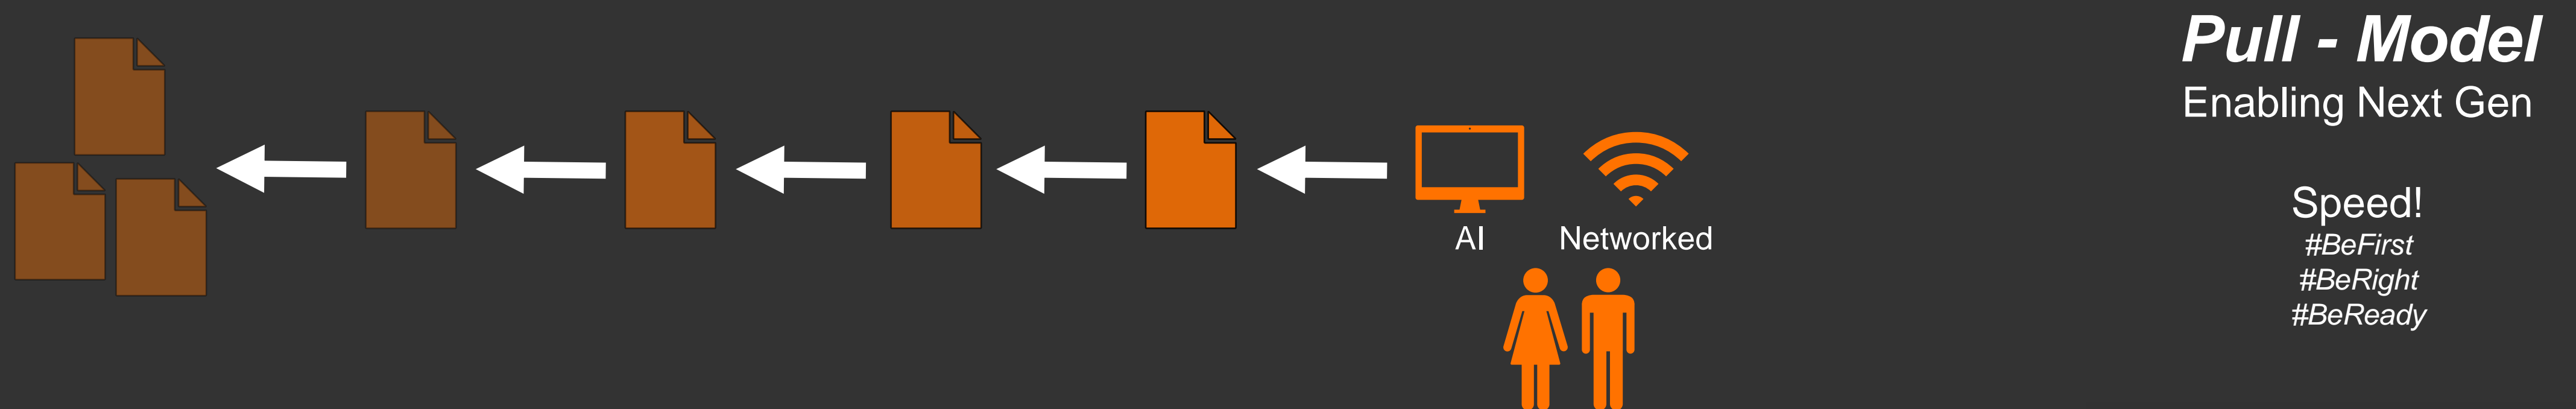 Pull - Model
Enabling Next Gen
Speed!
#BeFirst
#BeRight
#BeReady
AI
Networked